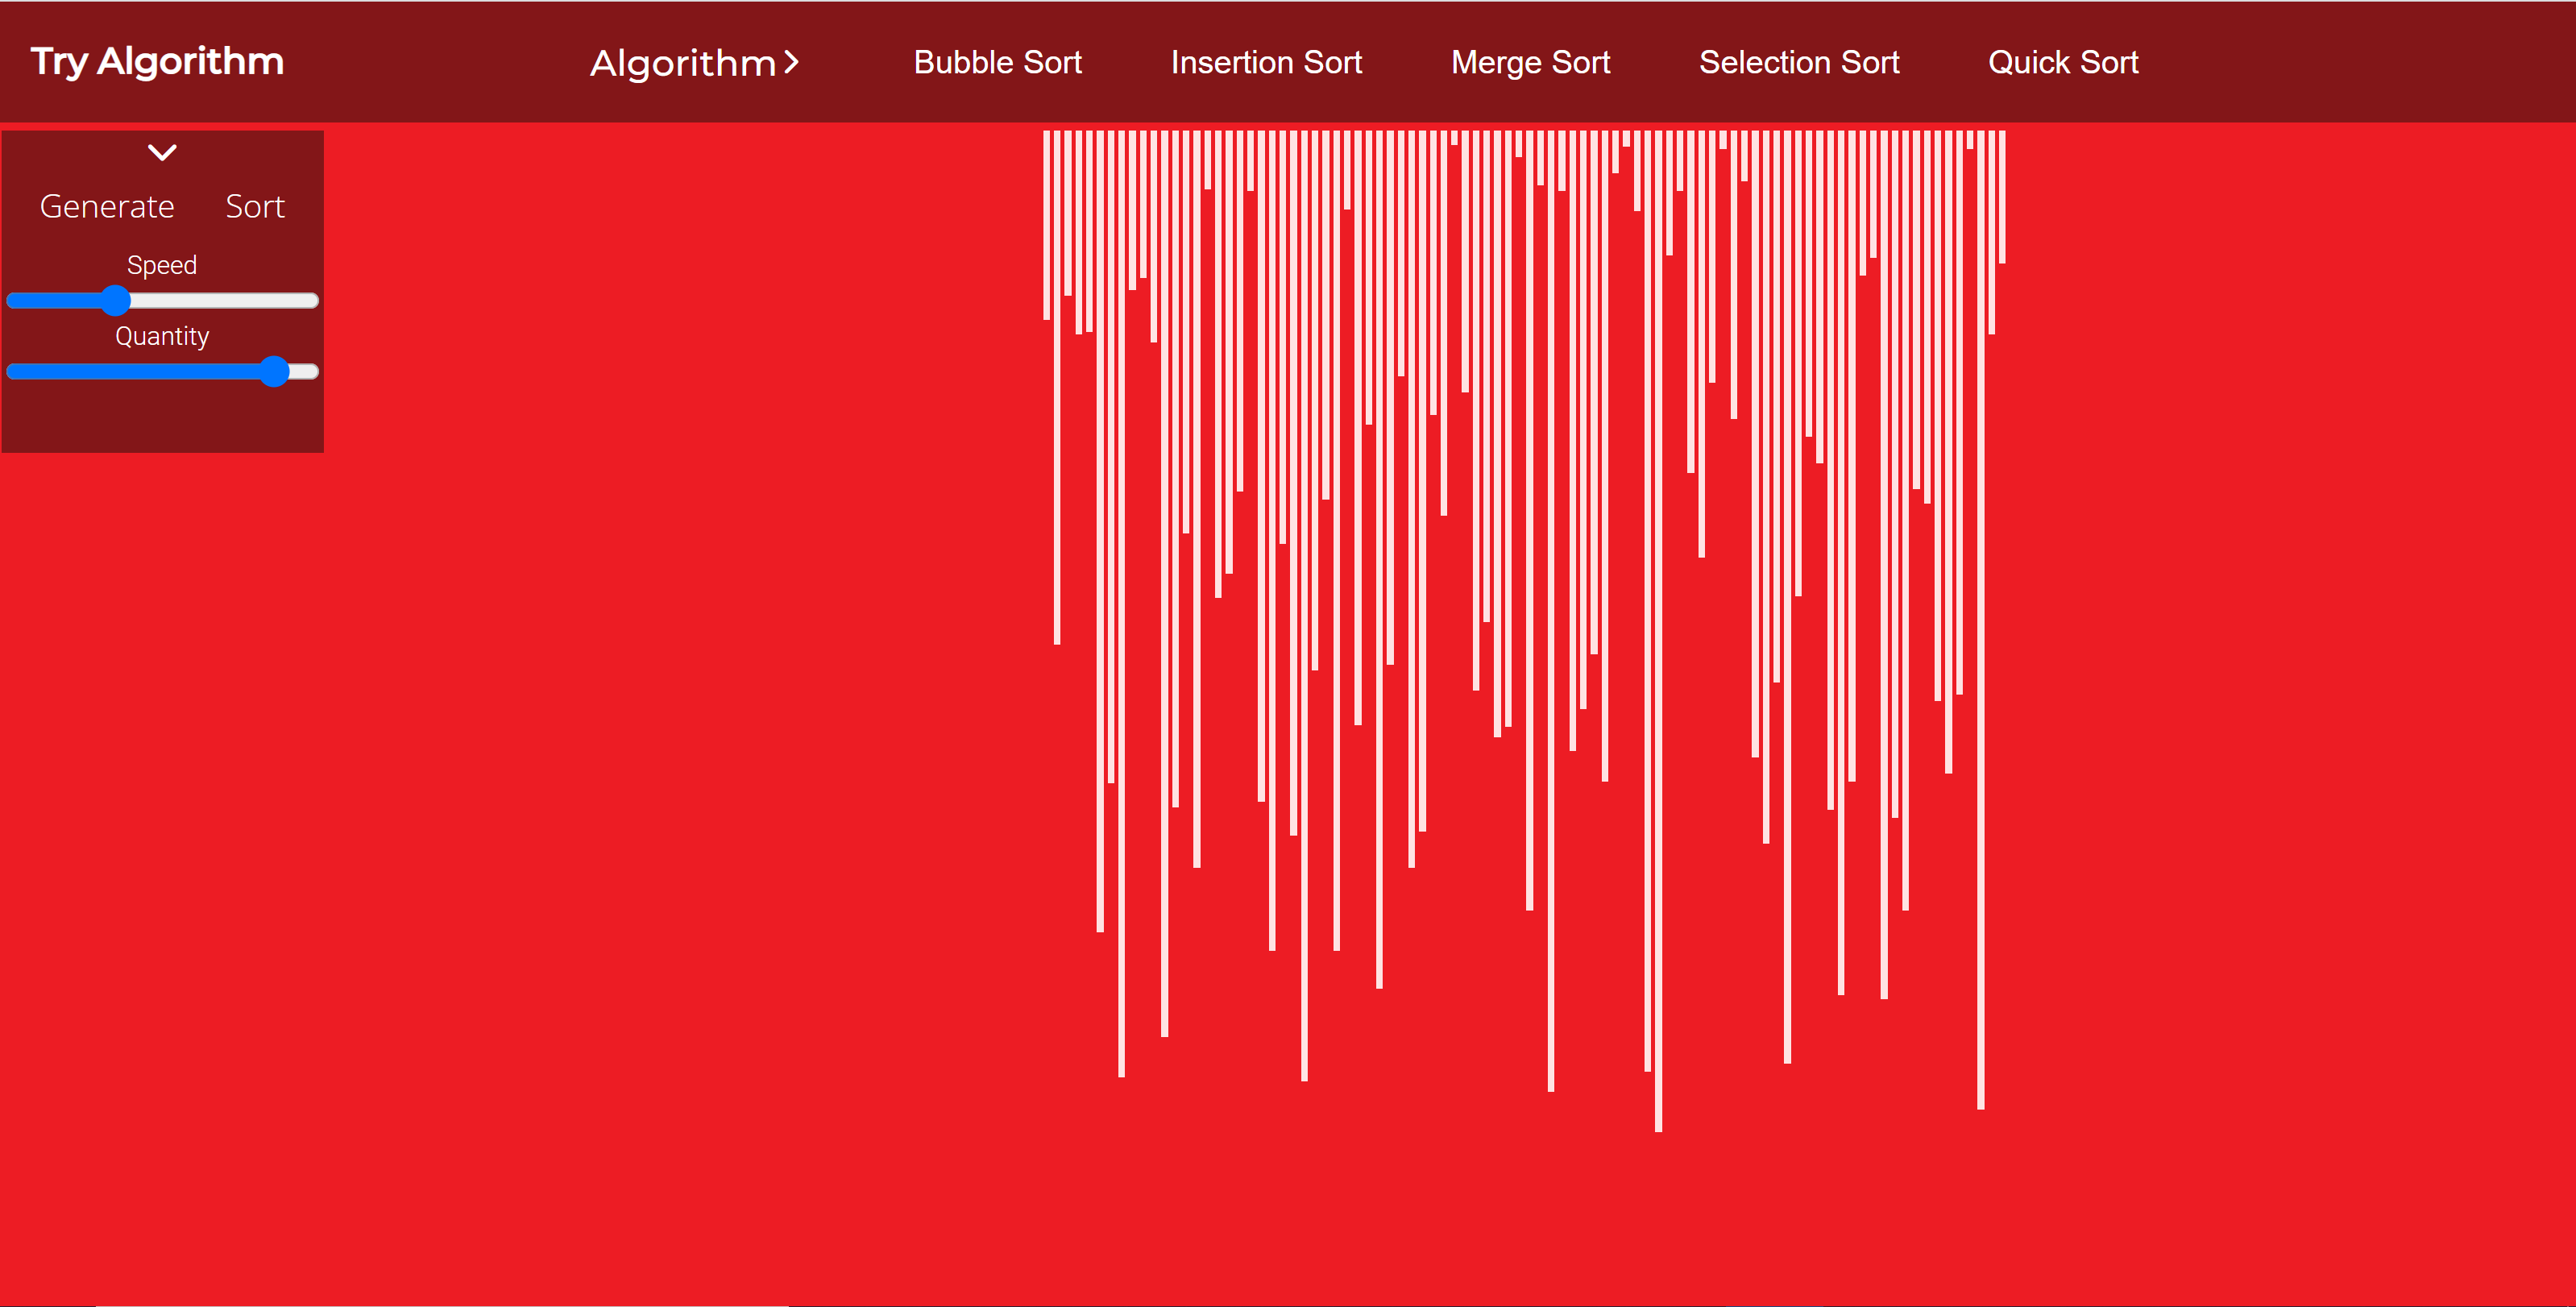 Try Algorithm
Algorithm
Bubble Sort
Insertion Sort
Merge Sort
Selection Sort
Quick Sort
Generate
Sort
Speed
Quantity